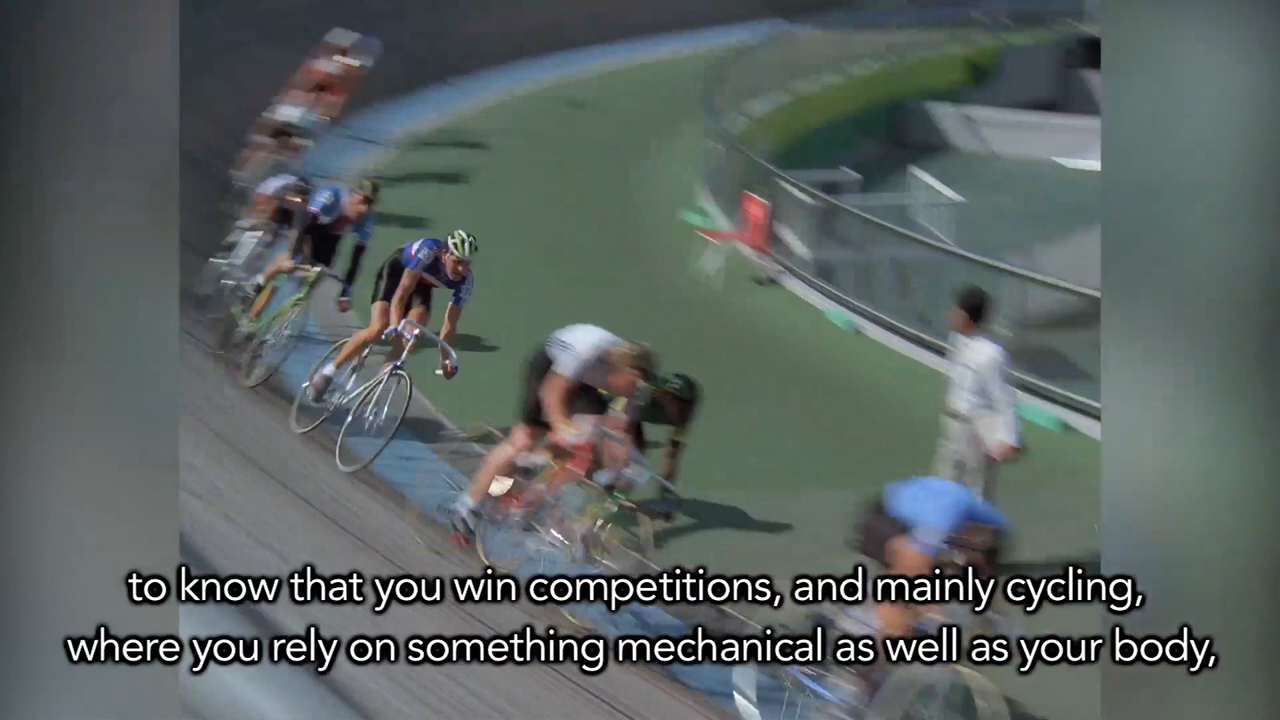 to know that you win competitions, and mainly cycling,
where you rely on something mechanical as well as your body,